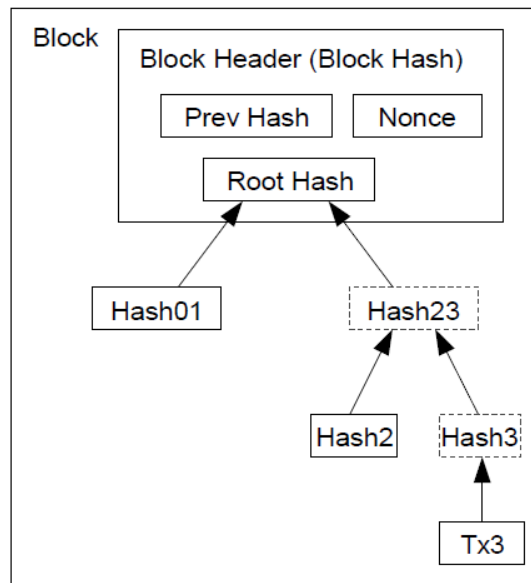 Block
Block Header (Block Hash)
Prev Hash
Nonce
Root Hash
Hash01
Hash23
Hash2
Hash3
Tx3